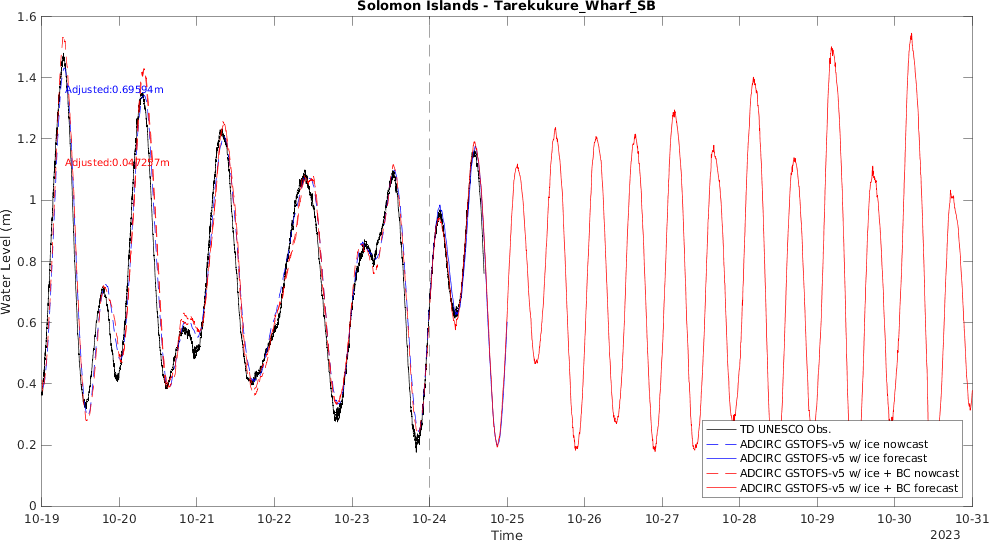 Solomon Islands - Tarekukure_Wharf_SB
1.6
1.4
1.2
1
0.8
0.6
0.4
0.2
0
Water Level (m)
Adjusted:0.69594m
Adjusted:0.047297m
TD UNESCO Obs.
ADCIRC GSTOFS-v5 w/ ice nowcast
ADCIRC GSTOFS-v5 w/ ice forecast
ADCIRC GSTOFS-v5 w/ ice + BC nowcast
ADCIRC GSTOFS-v5 w/ ice + BC forecast
10-19 10-20 10-21 10-22 10-23 10-24 10-25 10-26 10-27 10-28 10-29 10-30 10-31
Time
2023